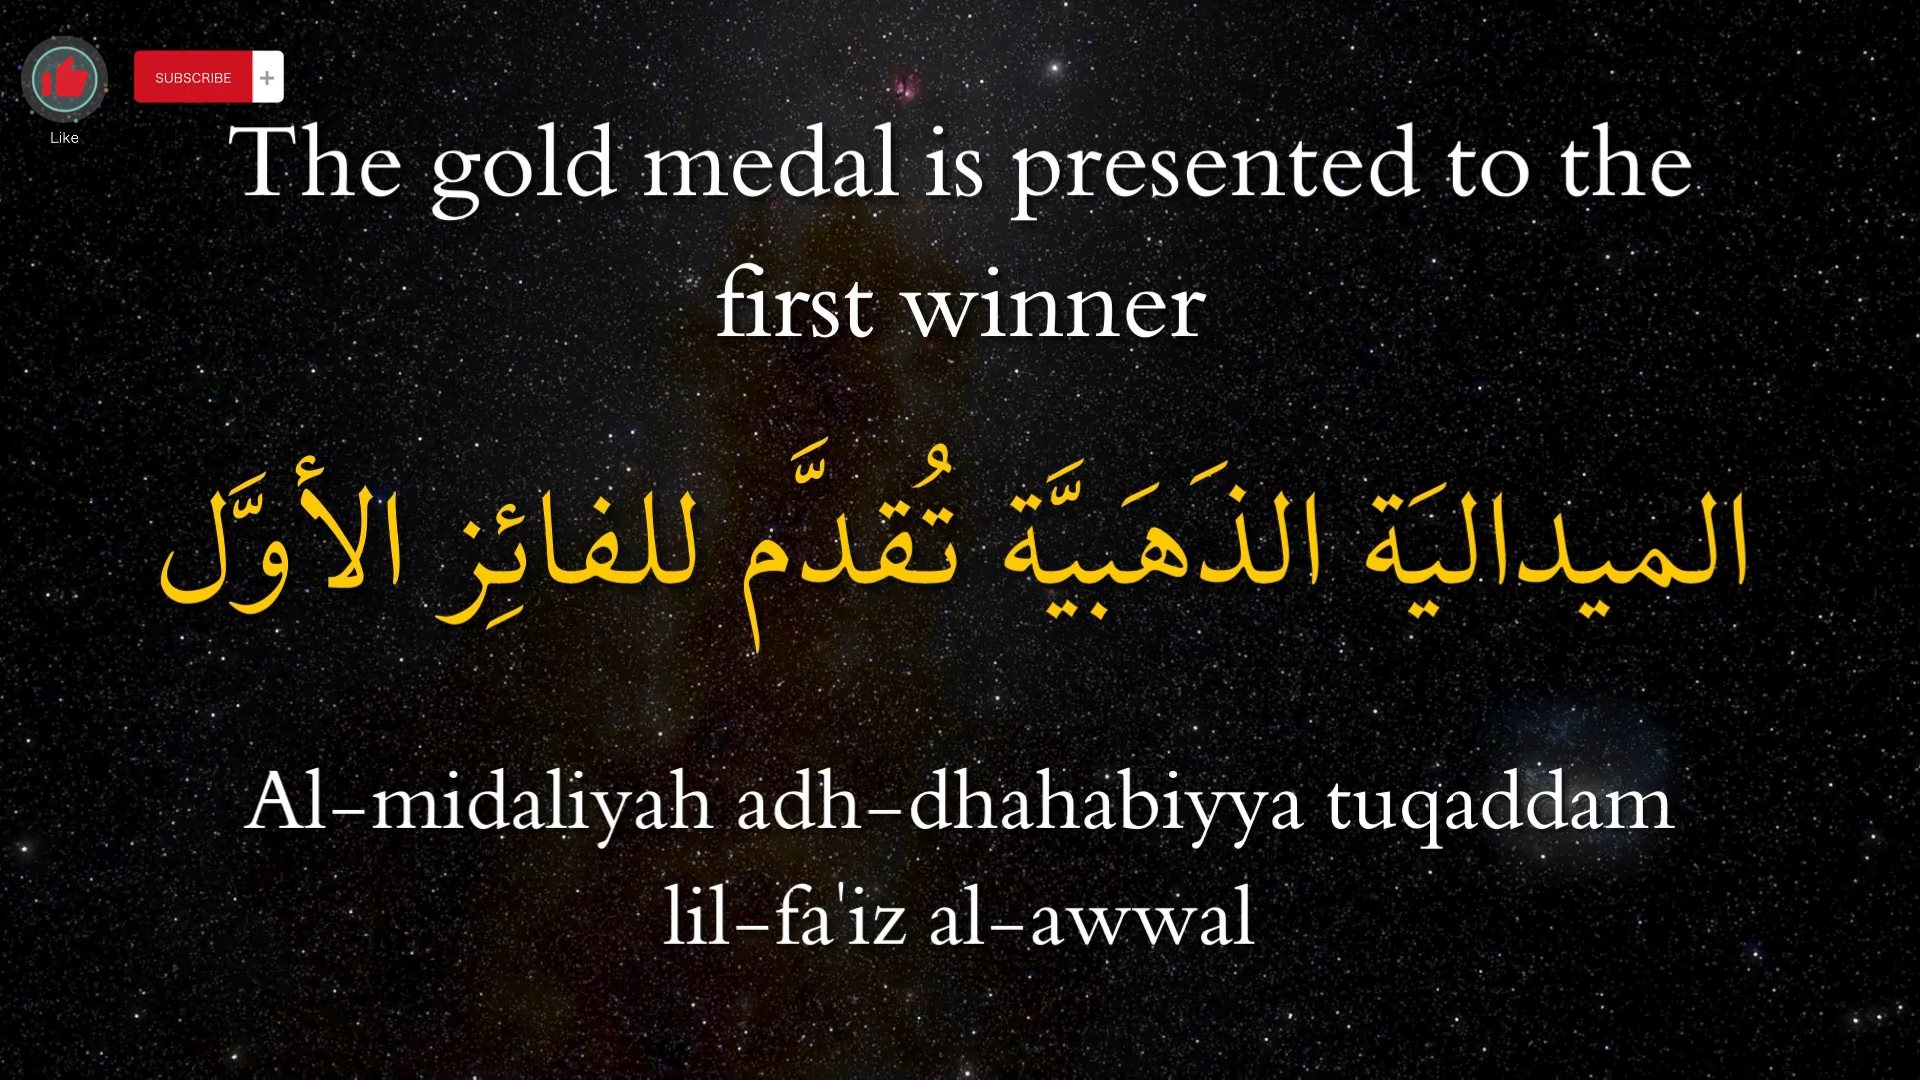 SUBSCRIBE +
Like
The gold medal is presented to the
first winner
الميداليَة الذَهَبيَّة تُقدَّم للفائِز الأوَّل
Al-midaliyah adh-dhahabiyya tuqaddam
lil-fa'iz al-awwal